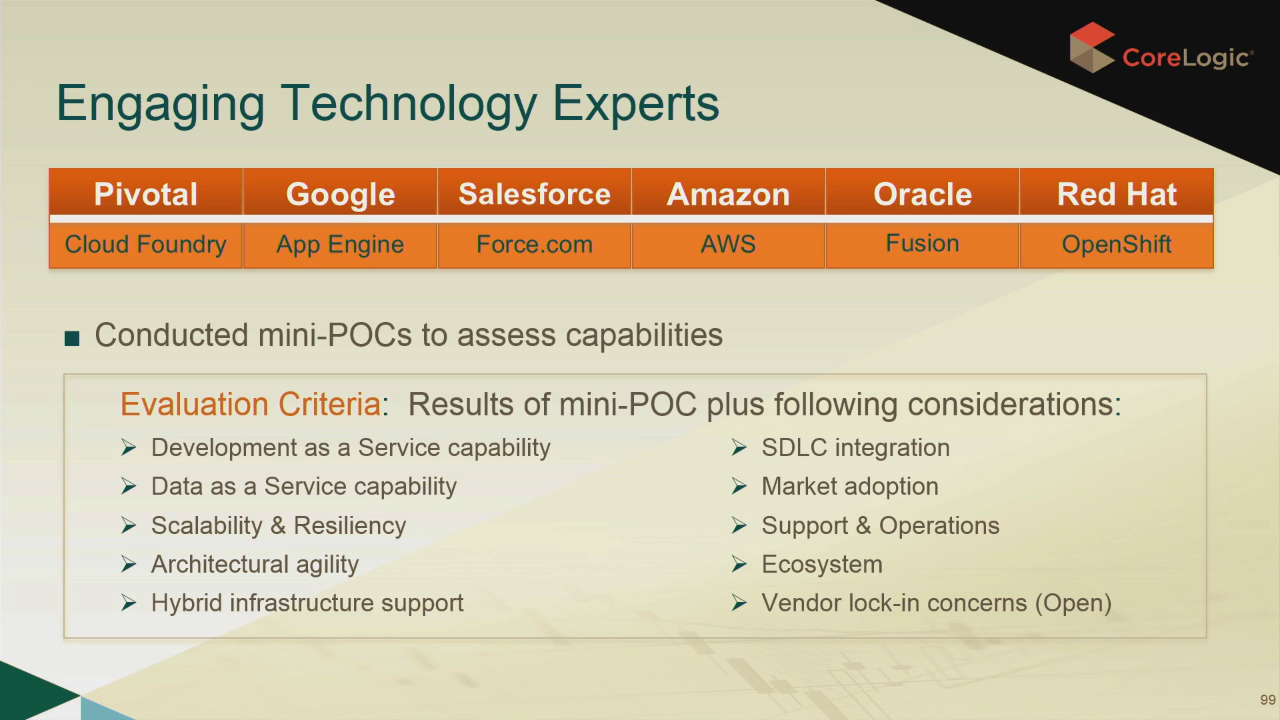 CoreLogic®
Engaging Technology Experts
Pivotal Google Salesforce Amazon Oracle Red Hat
Cloud Foundry App Engine Force.com AWS Fusion OpenShift
■ Conducted mini-POCs to assess capabilities
Evaluation Criteria: Results of mini-POC plus following considerations:
➢ Development as a Service capability
➢ Data as a Service capability
➢ Scalability & Resiliency
➢ Architectural agility
➢ Hybrid infrastructure support
➢ SDLC integration
➢ Market adoption
➢ Support & Operations
➢ Ecosystem
➢ Vendor lock-in concerns (Open)
99